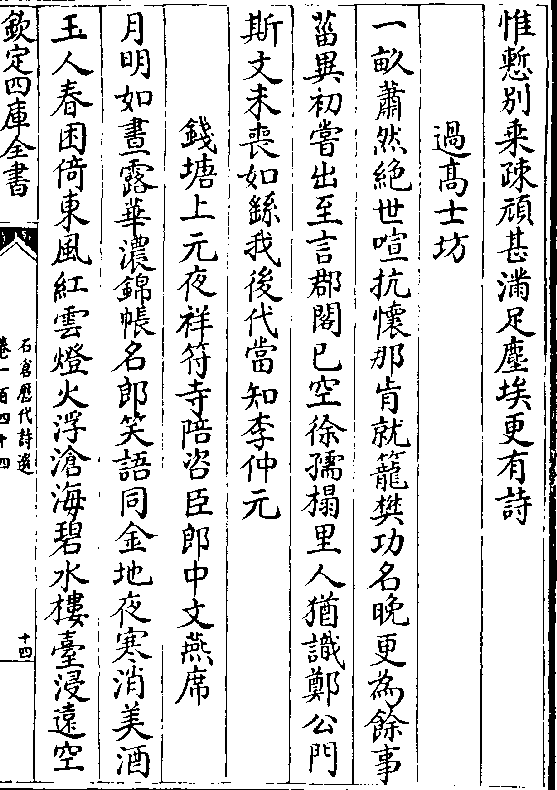 惟慙别乘疎頑甚滿足塵埃更有詩
過髙士坊
一畝蕭然絶世喧抗懷那肯就籠樊功名晚更為餘事
菑異初嘗出至言郡閣已空徐孺榻里人猶識鄭公門
斯文未喪如繇我後代當知李仲元
錢塘上元夜祥符寺陪咨臣郎中文燕席
月明如晝露華濃錦帳名郎笑語同金地夜寒消美酒
玉人春困倚東風紅雲燈火浮滄海碧水樓臺浸遠空
欽定四庫全書
石倉歷代詩選
卷一百四十四
十四